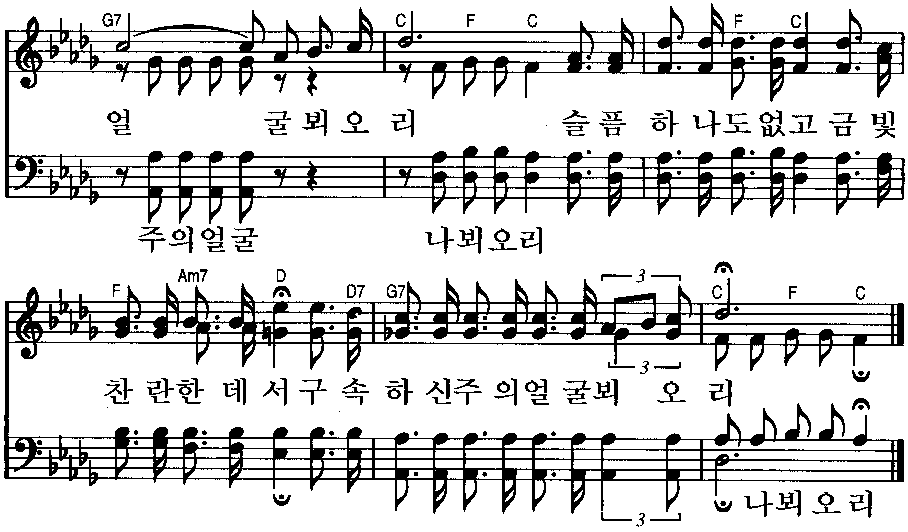 G7 C F C F C
얼 굴 뵈 오 리 슬 픔 하 나 도 없 고 금 빛
주 의 얼 굴 나 뵈 오 리
F Am7 D D7 G7 3 C F C
찬 란 한 데 서 구 속 하 신 주 의 얼 굴 뵈 오 리
3
3
나 뵈 오 리